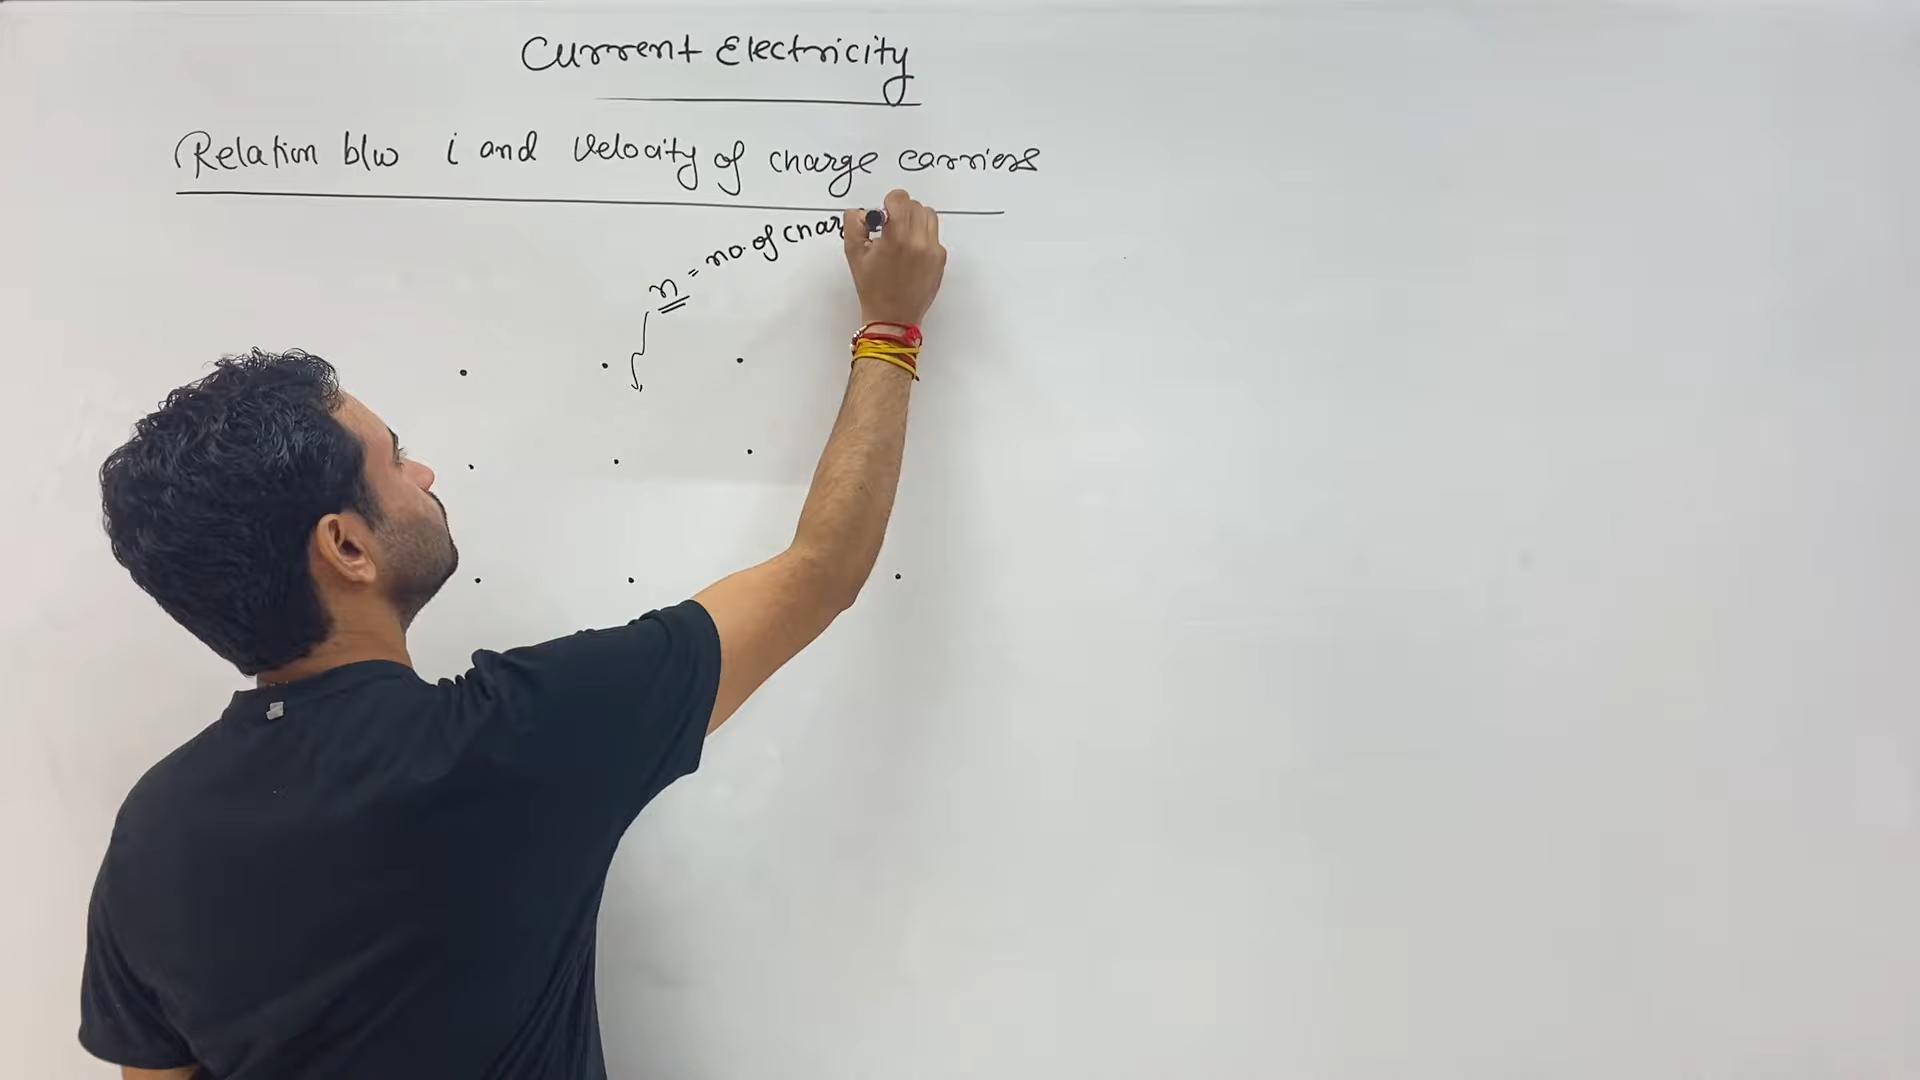 Current Electricity
Relation b/w i and velocity of charge carriers
n = no. of char